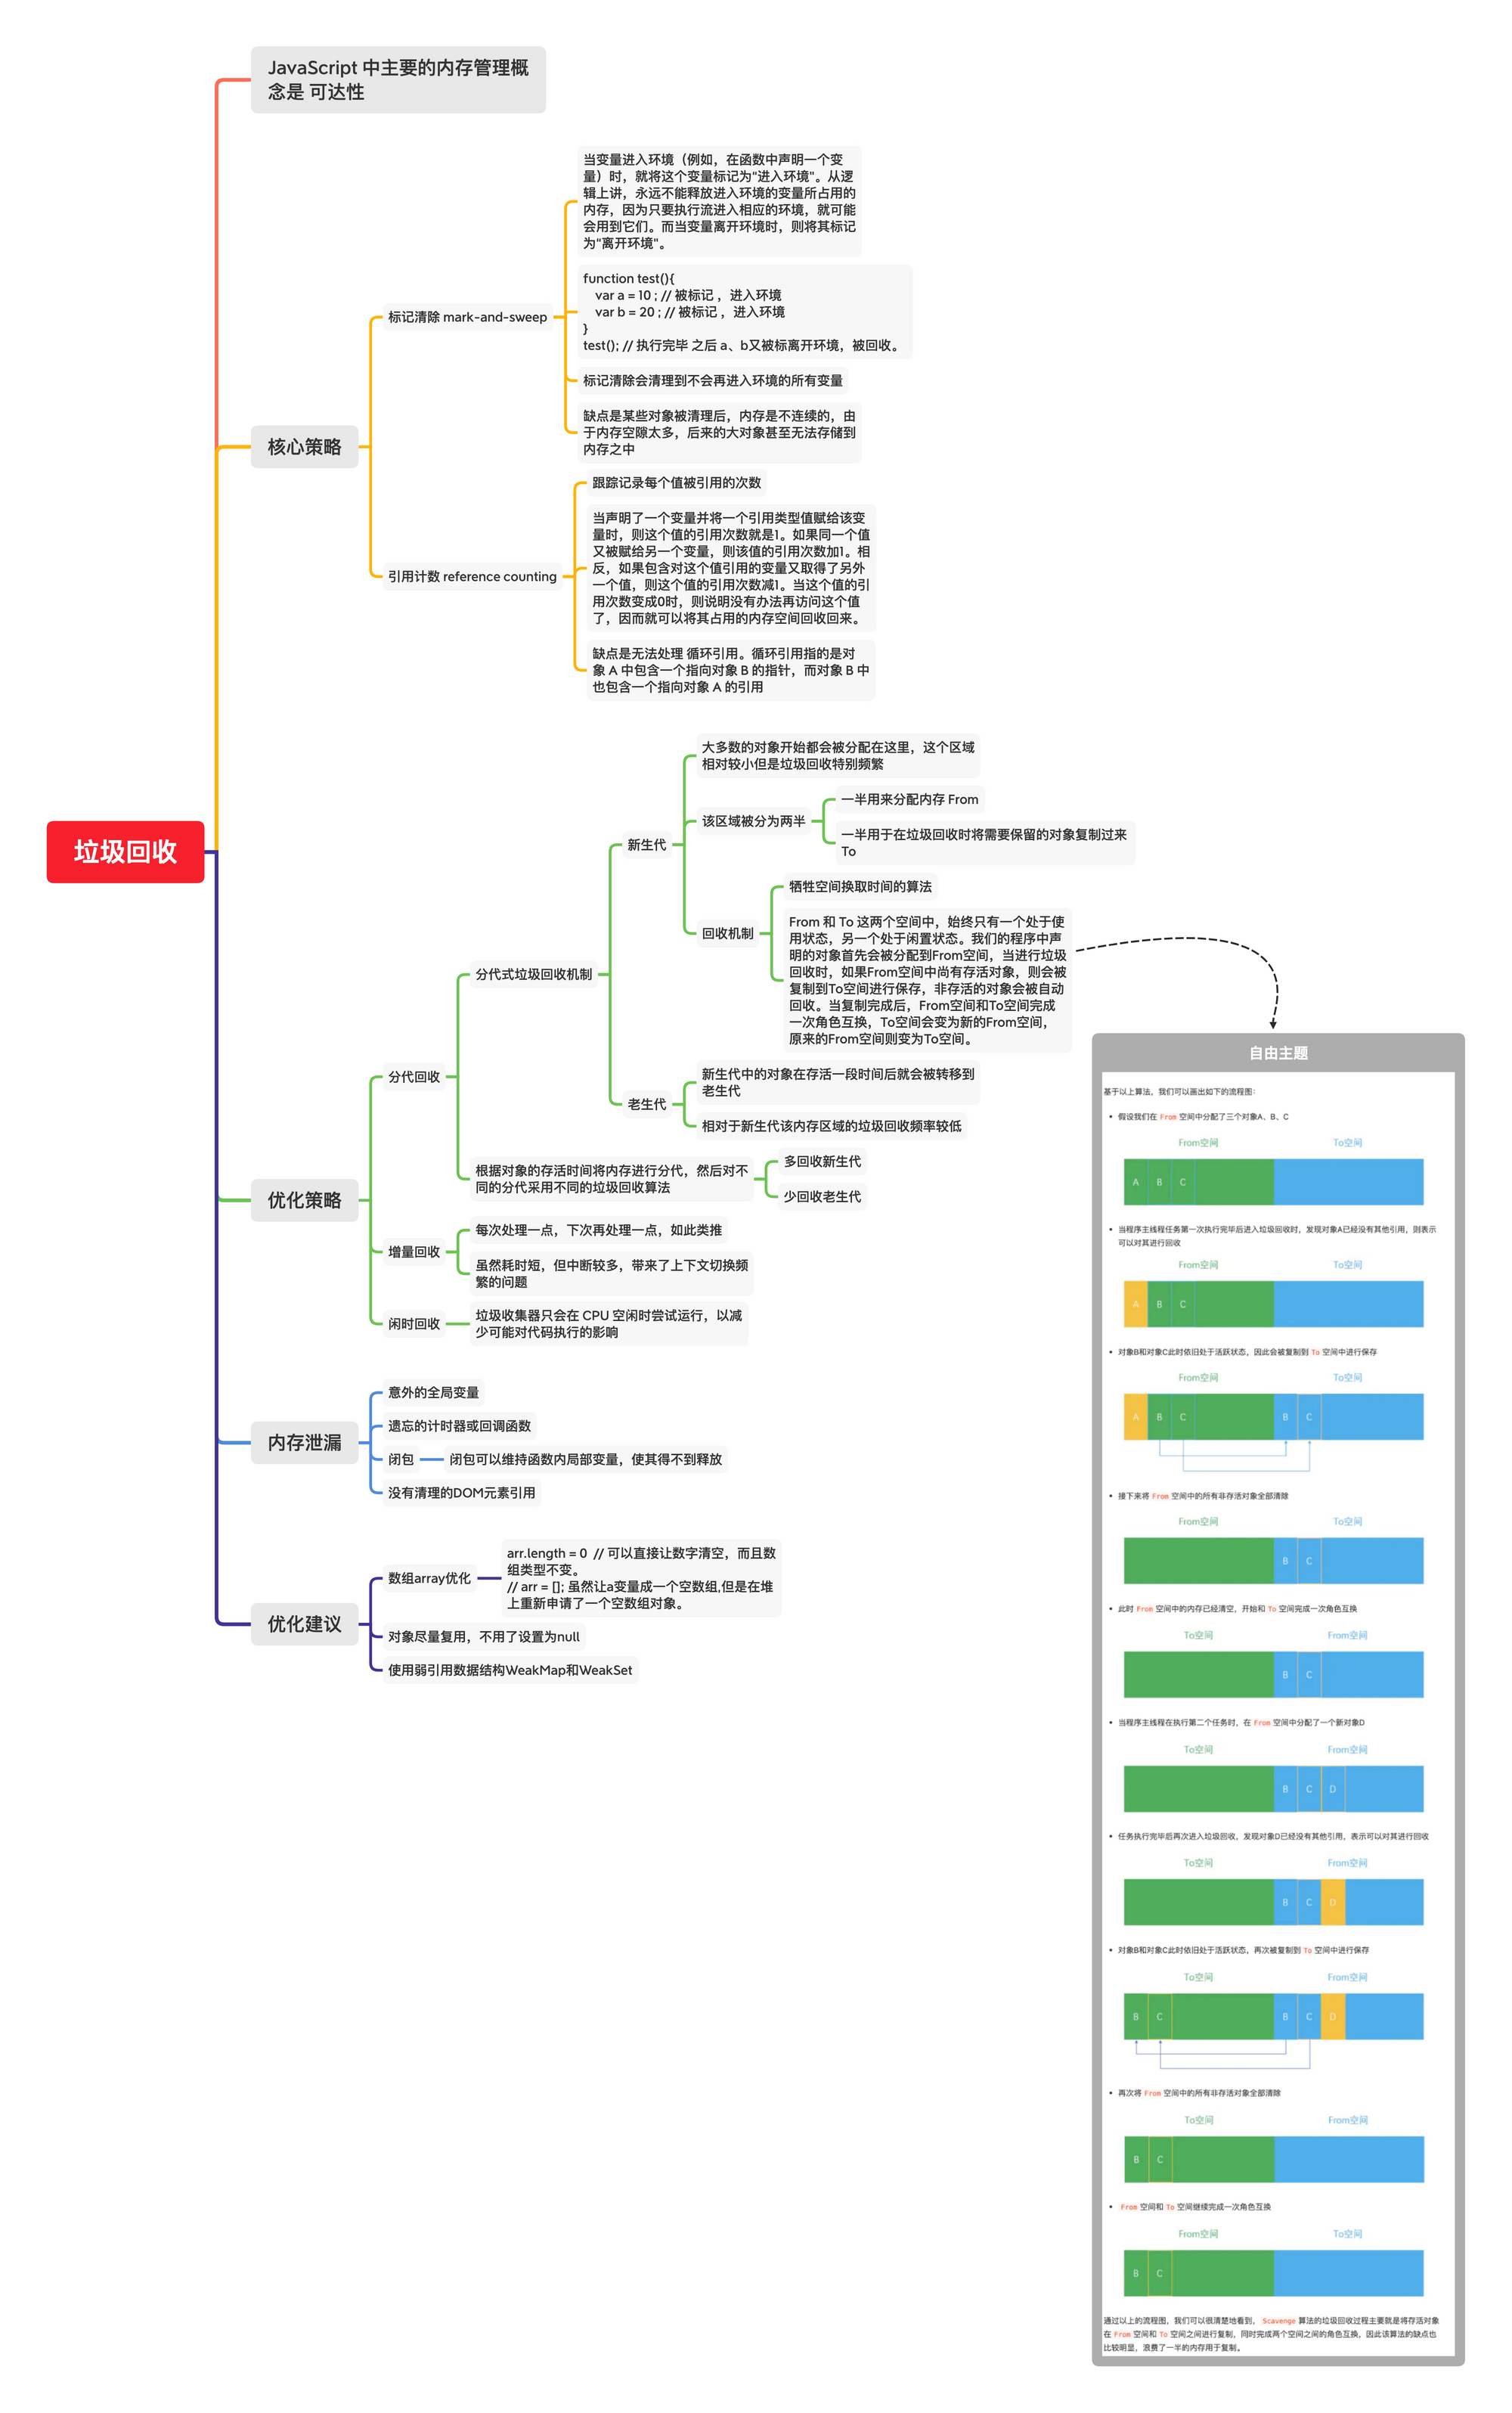 JavaScript 中主要的内存管理概
念是 可达性
当变量进入环境（例如，在函数中声明一个变
量）时，就将这个变量标记为"进入环境"。从逻
辑上讲，永远不能释放进入环境的变量所占用的
内存，因为只要执行流进入相应的环境，就可能
会用到它们。而当变量离开环境时，则将其标记
为"离开环境"。
function test(){
var a = 10 ; // 被标记 ，进入环境
var b = 20 ; // 被标记 ，进入环境
}
test(); // 执行完毕 之后 a、b又被标离开环境，被回收。
标记清除 mark-and-sweep
标记清除会清理到不会再进入环境的所有变量
缺点是某些对象被清理后，内存是不连续的，由
于内存空隙太多，后来的大对象甚至无法存储到
内存之中
核心策略
跟踪记录每个值被引用的次数
当声明了一个变量并将一个引用类型值赋给该变
量时，则这个值的引用次数就是1。如果同一个值
又被赋给另一个变量，则该值的引用次数加1。相
反，如果包含对这个值引用的变量又取得了另外
一个值，则这个值的引用次数减1。当这个值的引
用次数变成0时，则说明没有办法再访问这个值
了，因而就可以将其占用的内存空间回收回来。
引用计数 reference counting
缺点是无法处理 循环引用。循环引用指的是对
象 A 中包含一个指向对象 B 的指针，而对象 B 中
也包含一个指向对象 A 的引用
垃圾回收
大多数的对象开始都会被分配在这里，这个区域
相对较小但是垃圾回收特别频繁
新生代
该区域被分为两半
一半用来分配内存 From
一半用于在垃圾回收时将需要保留的对象复制过来
To
回收机制
牺牲空间换取时间的算法
From 和 To 这两个空间中，始终只有一个处于使
用状态，另一个处于闲置状态。我们的程序中声
明的对象首先会被分配到From空间，当进行垃圾
回收时，如果From空间中尚有存活对象，则会被
复制到To空间进行保存，非存活的对象会被自动
回收。当复制完成后，From空间和To空间完成
一次角色互换，To空间会变为新的From空间，
原来的From空间则变为To空间。
分代式垃圾回收机制
分代回收
老生代
新生代中的对象在存活一段时间后就会被转移到
老生代
相对于新生代该内存区域的垃圾回收频率较低
根据对象的存活时间将内存进行分代，然后对不
同的分代采用不同的垃圾回收算法
多回收新生代
少回收老生代
优化策略
增量回收
每次处理一点，下次再处理一点，如此类推
虽然耗时短，但中断较多，带来了上下文切换频
繁的问题
闲时回收
垃圾收集器只会在 CPU 空闲时尝试运行，以减
少可能对代码执行的影响
内存泄漏
意外的全局变量
遗忘的计时器或回调函数
闭包
闭包可以维持函数内局部变量，使其得不到释放
没有清理的DOM元素引用
优化建议
数组array优化
arr.length = 0 // 可以直接让数字清空，而且数
组类型不变。
// arr = []; 虽然让a变量成一个空数组,但是在堆
上重新申请了一个空数组对象。
对象尽量复用，不用了设置为null
使用弱引用数据结构WeakMap和WeakSet
自由主题
基于以上算法，我们可以画出如下的流程图：
• 假设我们在 From 空间中分配了三个对象A、B、C
From空间 To空间
A B C
• 当程序主线程任务第一次执行完毕后进入垃圾回收时，发现对象A已经没有其他引用，则表示
可以对其进行回收
From空间 To空间
A B C
• 对象B和对象C此时依旧处于活跃状态，因此会被复制到 To 空间中进行保存
From空间 To空间
A B C B C
• 接下来将 From 空间中的所有非存活对象全部清除
From空间 To空间
B C
• 此时 From 空间中的内存已经清空，开始和 To 空间完成一次角色互换
To空间 From空间
B C
• 当程序主线程在执行第二个任务时，在 From 空间中分配了一个新对象D
To空间 From空间
B C D
• 任务执行完毕后再次进入垃圾回收，发现对象D已经没有其他引用，表示可以对其进行回收
To空间 From空间
B C D
• 对象B和对象C此时依旧处于活跃状态，再次被复制到 To 空间中进行保存
To空间 From空间
B C B C D
• 再次将 From 空间中的所有非存活对象全部清除
To空间 From空间
B C
• From 空间和 To 空间继续完成一次角色互换
From空间 To空间
B C
通过以上的流程图，我们可以很清楚地看到， Scavenge 算法的垃圾回收过程主要就是将存活对象
在 From 空间和 To 空间之间进行复制，同时完成两个空间之间的角色互换，因此该算法的缺点也
比较明显，浪费了一半的内存用于复制。